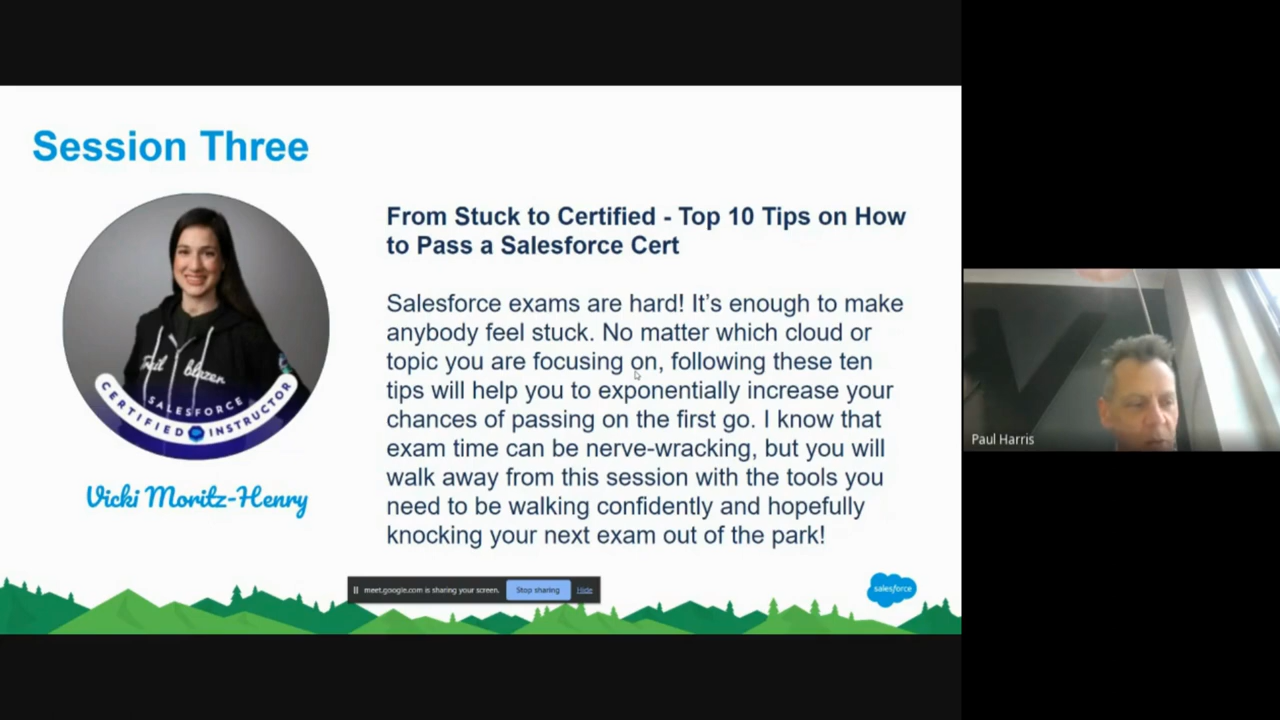 Session Three
From Stuck to Certified - Top 10 Tips on How
to Pass a Salesforce Cert
Salesforce exams are hard! It's enough to make
anybody feel stuck. No matter which cloud or
topic you are focusing on, following these ten
tips will help you to exponentially increase your
chances of passing on the first go. I know that
exam time can be nerve-wracking, but you will
walk away from this session with the tools you
need to be walking confidently and hopefully
knocking your next exam out of the park!
Trail blazer
SALESFORCE
CERTIFIED INSTRUCTOR
Vicki Moritz-Henry
meet.google.com is sharing your screen.
Stop sharing
Hide
salesforce
Paul Harris